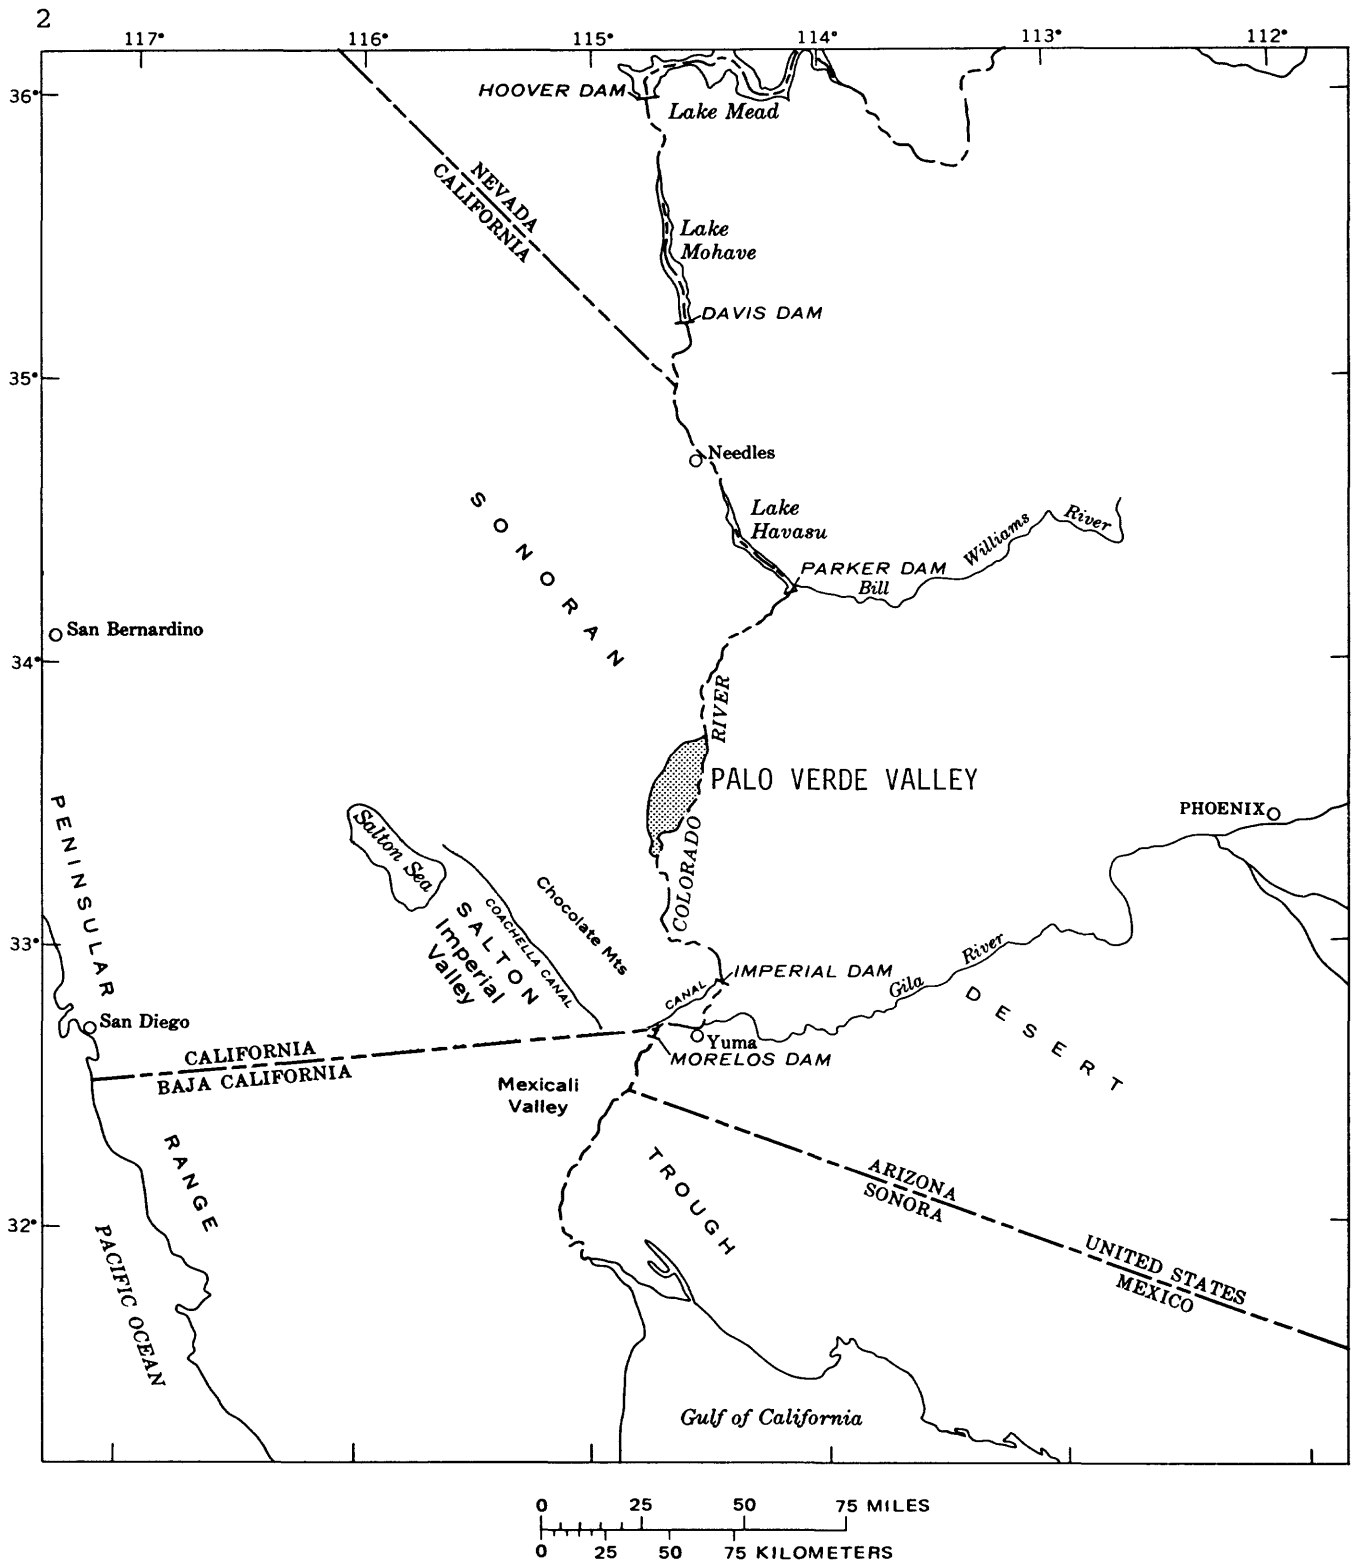 2
117° 116° 115° 114° 113° 112°
36°
HOOVER DAM
Lake Mead
NEVADA
CALIFORNIA
Lake
Mohave
DAVIS DAM
35°
Needles
SONORAN
Lake
Havasu
Bill Williams River
PARKER DAM
San Bernardino
34°
COLORADO RIVER
PALO VERDE VALLEY
PHOENIX
PENINSULAR
Salton Sea
Chocolate Mts
COACHELLA CANAL
SALTON
Imperial
Valley
33°
IMPERIAL DAM
CANAL
Gila River
DESERT
San Diego
Yuma
MORELOS DAM
CALIFORNIA
BAJA CALIFORNIA
Mexicali
Valley
RANGE
TROUGH
ARIZONA
SONORA
32°
PACIFIC OCEAN
UNITED STATES
MEXICO
Gulf of California
0 25 50 75 MILES
0 25 50 75 KILOMETERS